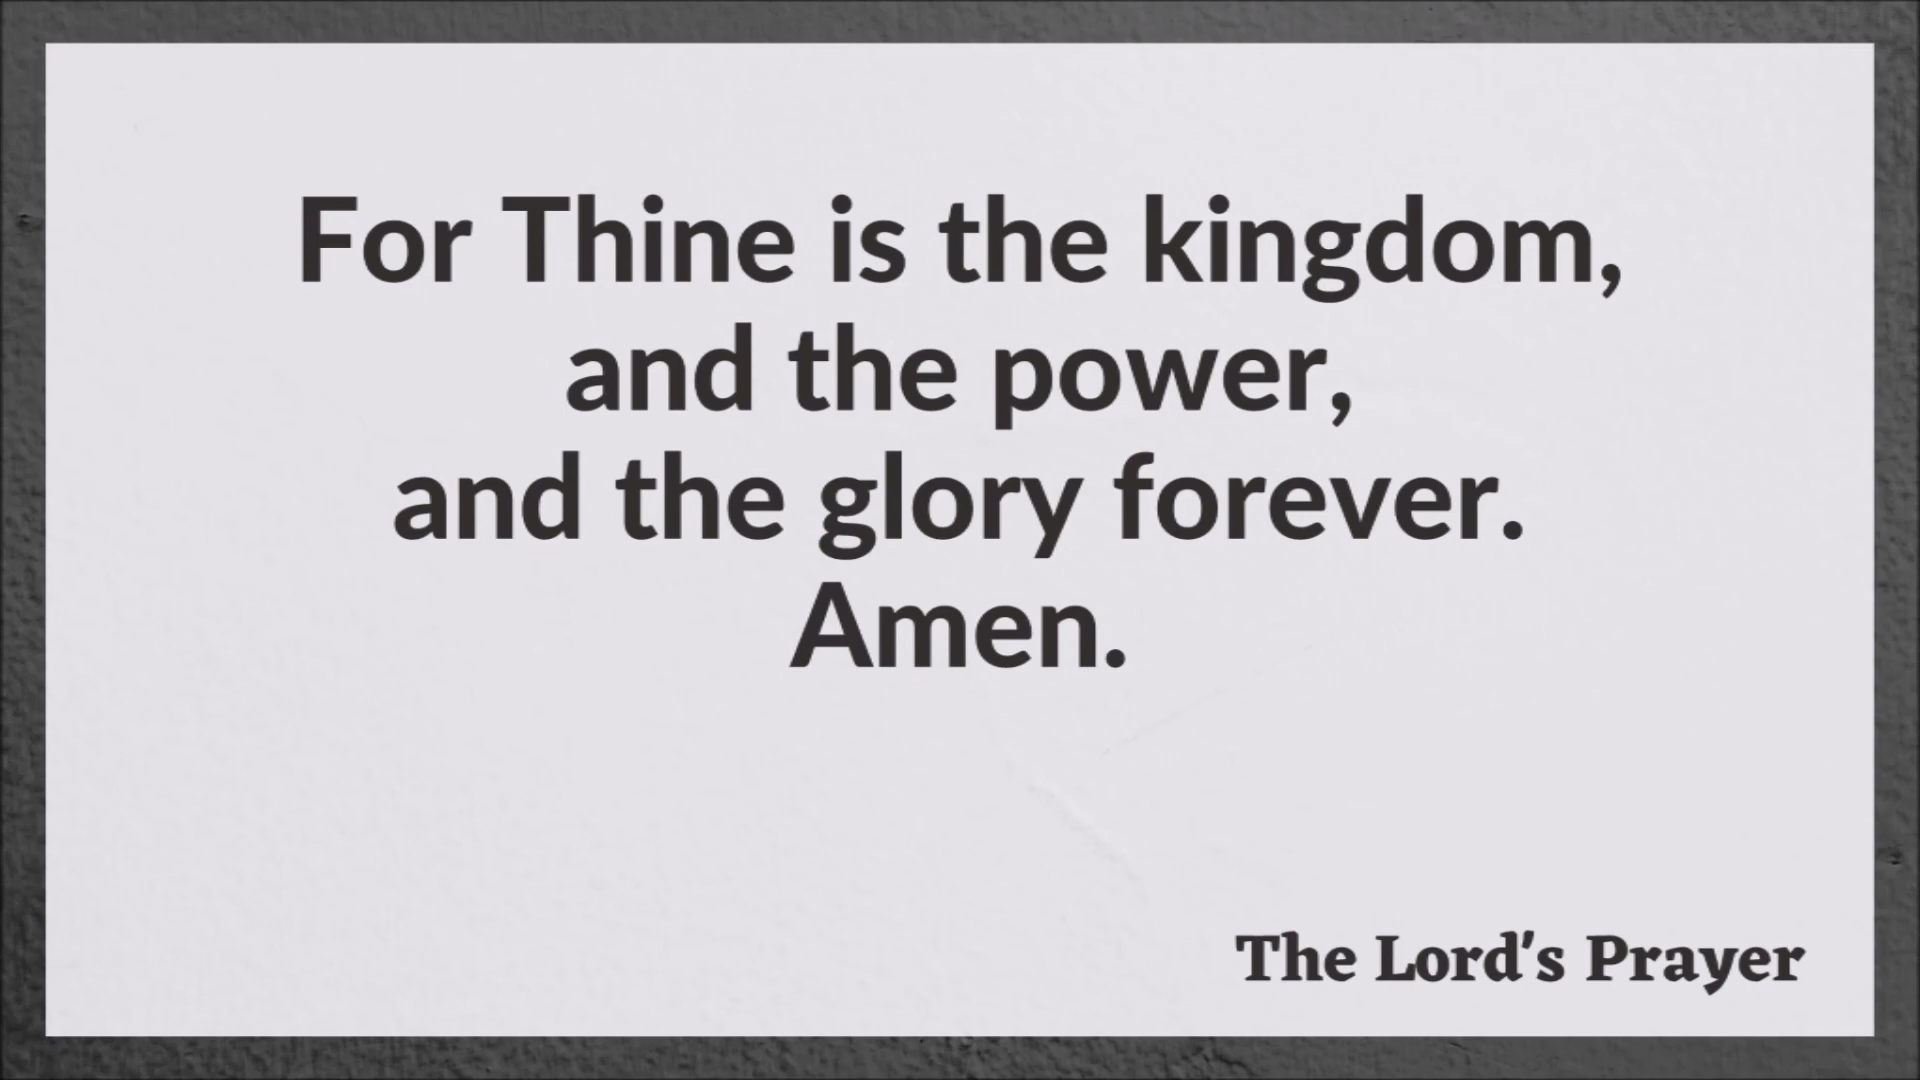 For Thine is the kingdom,
and the power,
and the glory forever.
Amen.
The Lord's Prayer